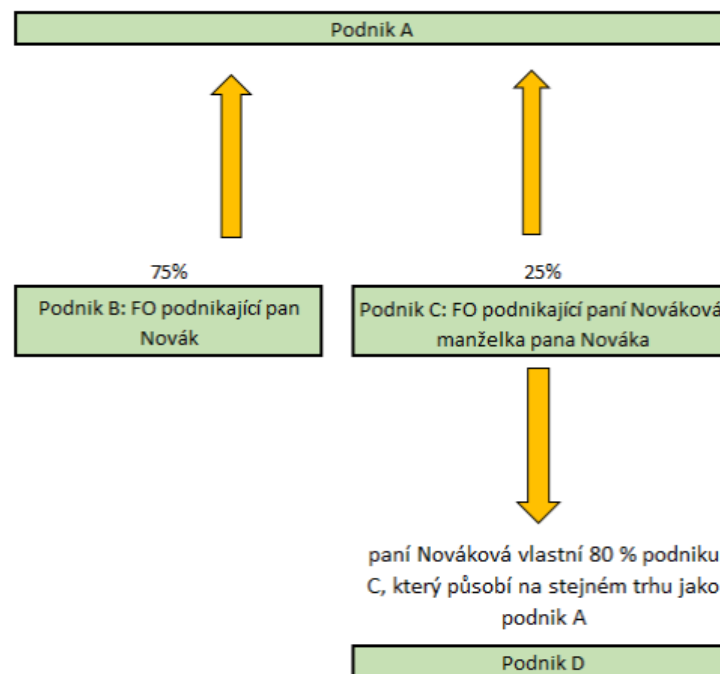 Podnik A
75%
25%
Podnik B: FO podnikající pan
Novák
Podnik C: FO podnikající paní Nováková
manželka pana Nováka
paní Nováková vlastní 80 % podniku
C, který působí na stejném trhu jako
podnik A
Podnik D